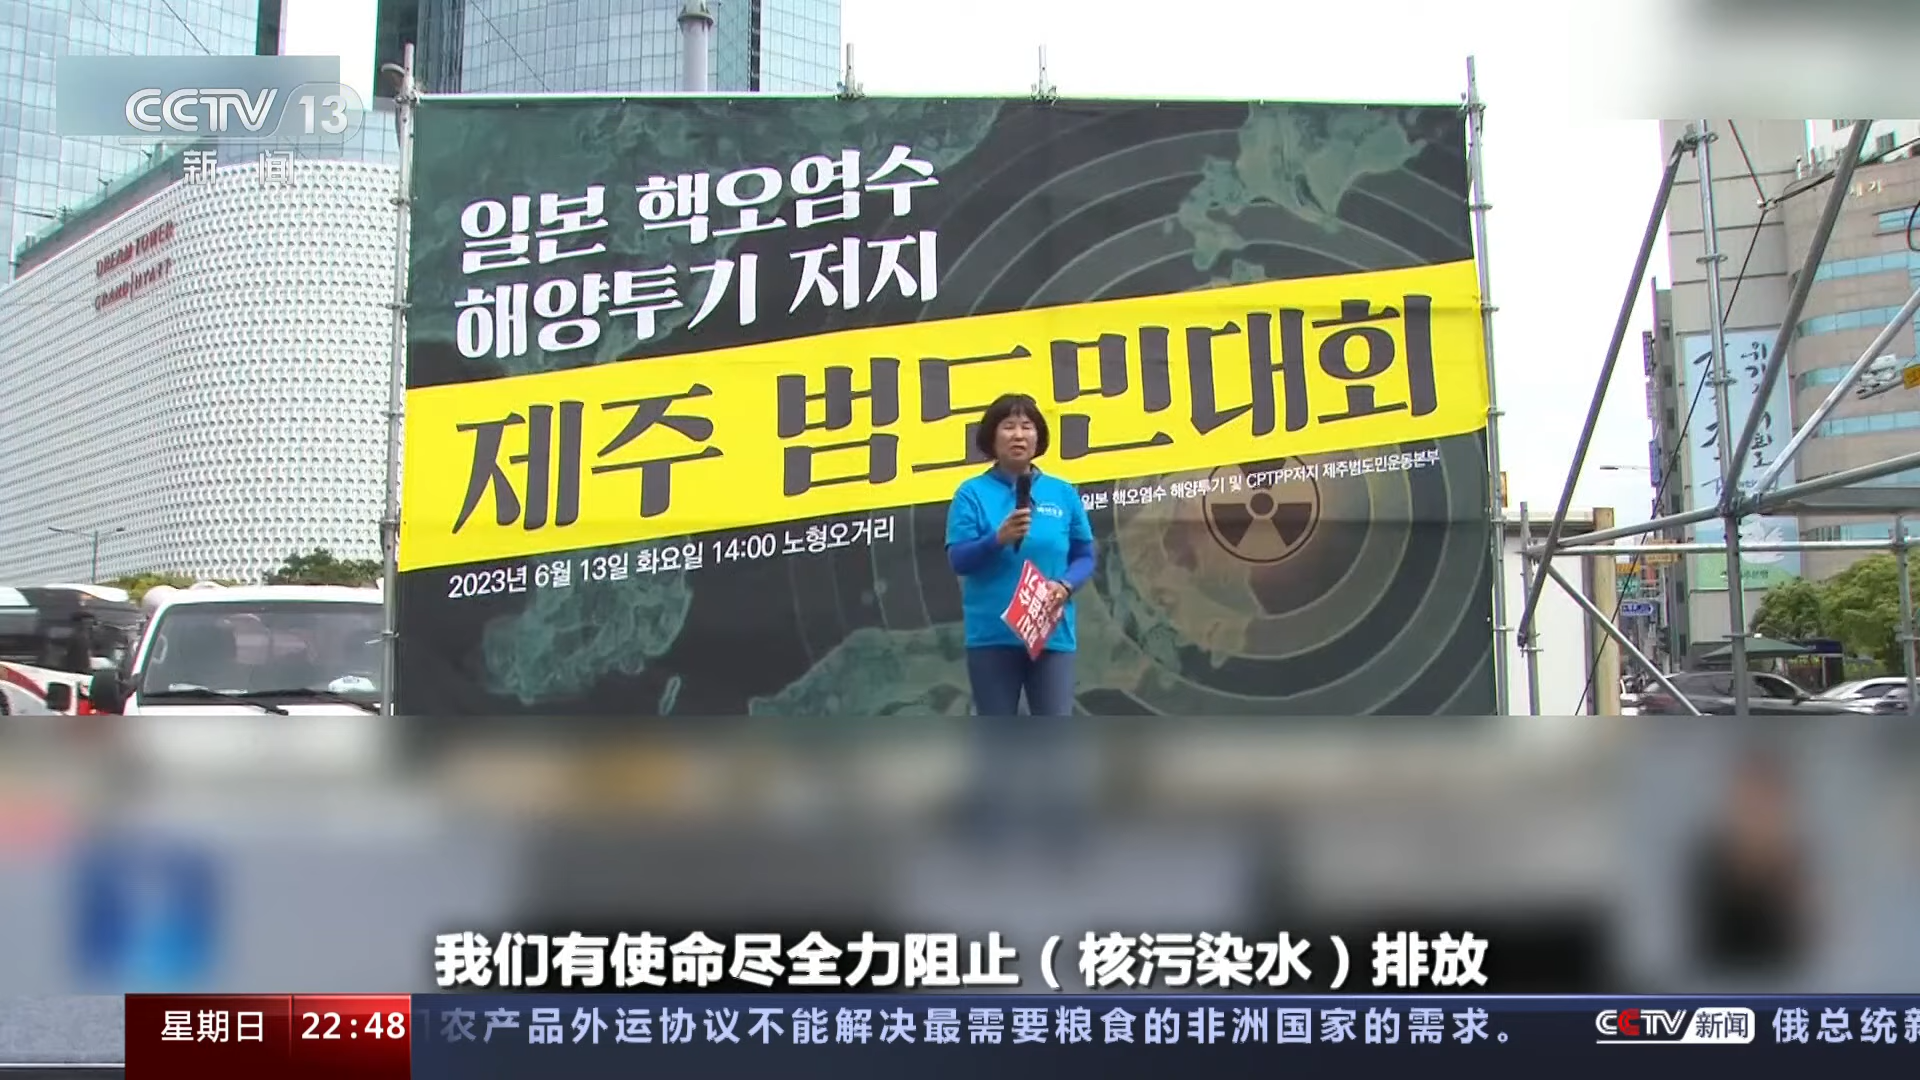 CCTV 13
新闻
DREAM TOWER
GRAND HYATT
일본 핵오염수
해양투기 저지
제주 범도민대회
일본 핵오염수 해양투기 및 CPTPP저지 제주범도민운동본부
2023년 6월 13일 화요일 14:00 노형오거리
我们有使命尽全力阻止（核污染水）排放
星期日 22:48
农产品外运协议不能解决最需要粮食的非洲国家的需求。
CCTV 新闻 俄总统新